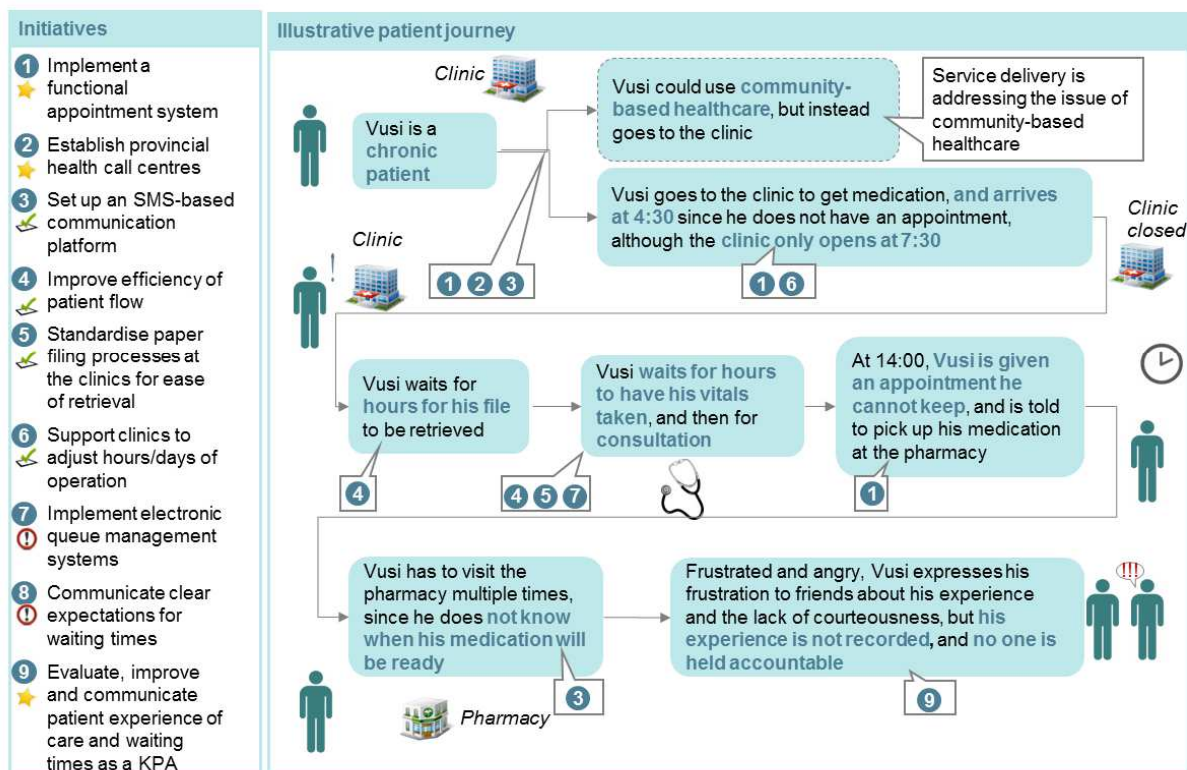 Initiatives
1 Implement a
functional
appointment system
2 Establish provincial
health call centres
3 Set up an SMS-based
communication
platform
4 Improve efficiency of
patient flow
5 Standardise paper
filing processes at
the clinics for ease
of retrieval
6 Support clinics to
adjust hours/days of
operation
7 Implement electronic
queue management
systems
8 Communicate clear
expectations for
waiting times
9 Evaluate, improve
and communicate
patient experience of
care and waiting
times as a KPA
Illustrative patient journey
Clinic
Vusi is a
chronic
patient
Vusi could use community-
based healthcare, but instead
goes to the clinic
Service delivery is
addressing the issue of
community-based
healthcare
1 2 3
Vusi goes to the clinic to get medication, and arrives
at 4:30 since he does not have an appointment,
although the clinic only opens at 7:30
1 6
Clinic
closed
Clinic
!
Vusi waits for
hours for his file
to be retrieved
4
Vusi waits for hours
to have his vitals
taken, and then for
consultation
4 5 7
At 14:00, Vusi is given
an appointment he
cannot keep, and is told
to pick up his medication
at the pharmacy
1
Vusi has to visit the
pharmacy multiple times,
since he does not know
when his medication will
be ready
3
Pharmacy
Frustrated and angry, Vusi expresses his
frustration to friends about his experience
and the lack of courteousness, but his
experience is not recorded, and no one is
held accountable
9
!!!